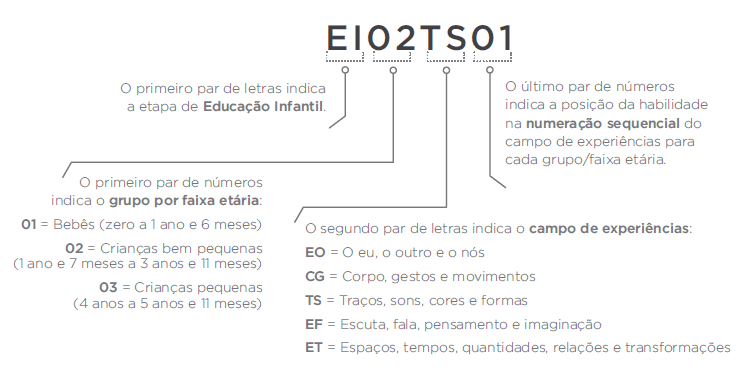 EI02TS01
O primeiro par de letras indica
a etapa de Educação Infantil.
O último par de números
indica a posição da habilidade
na numeração sequencial do
campo de experiências para
cada grupo/faixa etária.
O primeiro par de números
indica o grupo por faixa etária:
01 = Bebês (zero a 1 ano e 6 meses)
02 = Crianças bem pequenas
(1 ano e 7 meses a 3 anos e 11 meses)
03 = Crianças pequenas
(4 anos a 5 anos e 11 meses)
O segundo par de letras indica o campo de experiências:
EO = O eu, o outro e o nós
CG = Corpo, gestos e movimentos
TS = Traços, sons, cores e formas
EF = Escuta, fala, pensamento e imaginação
ET = Espaços, tempos, quantidades, relações e transformações